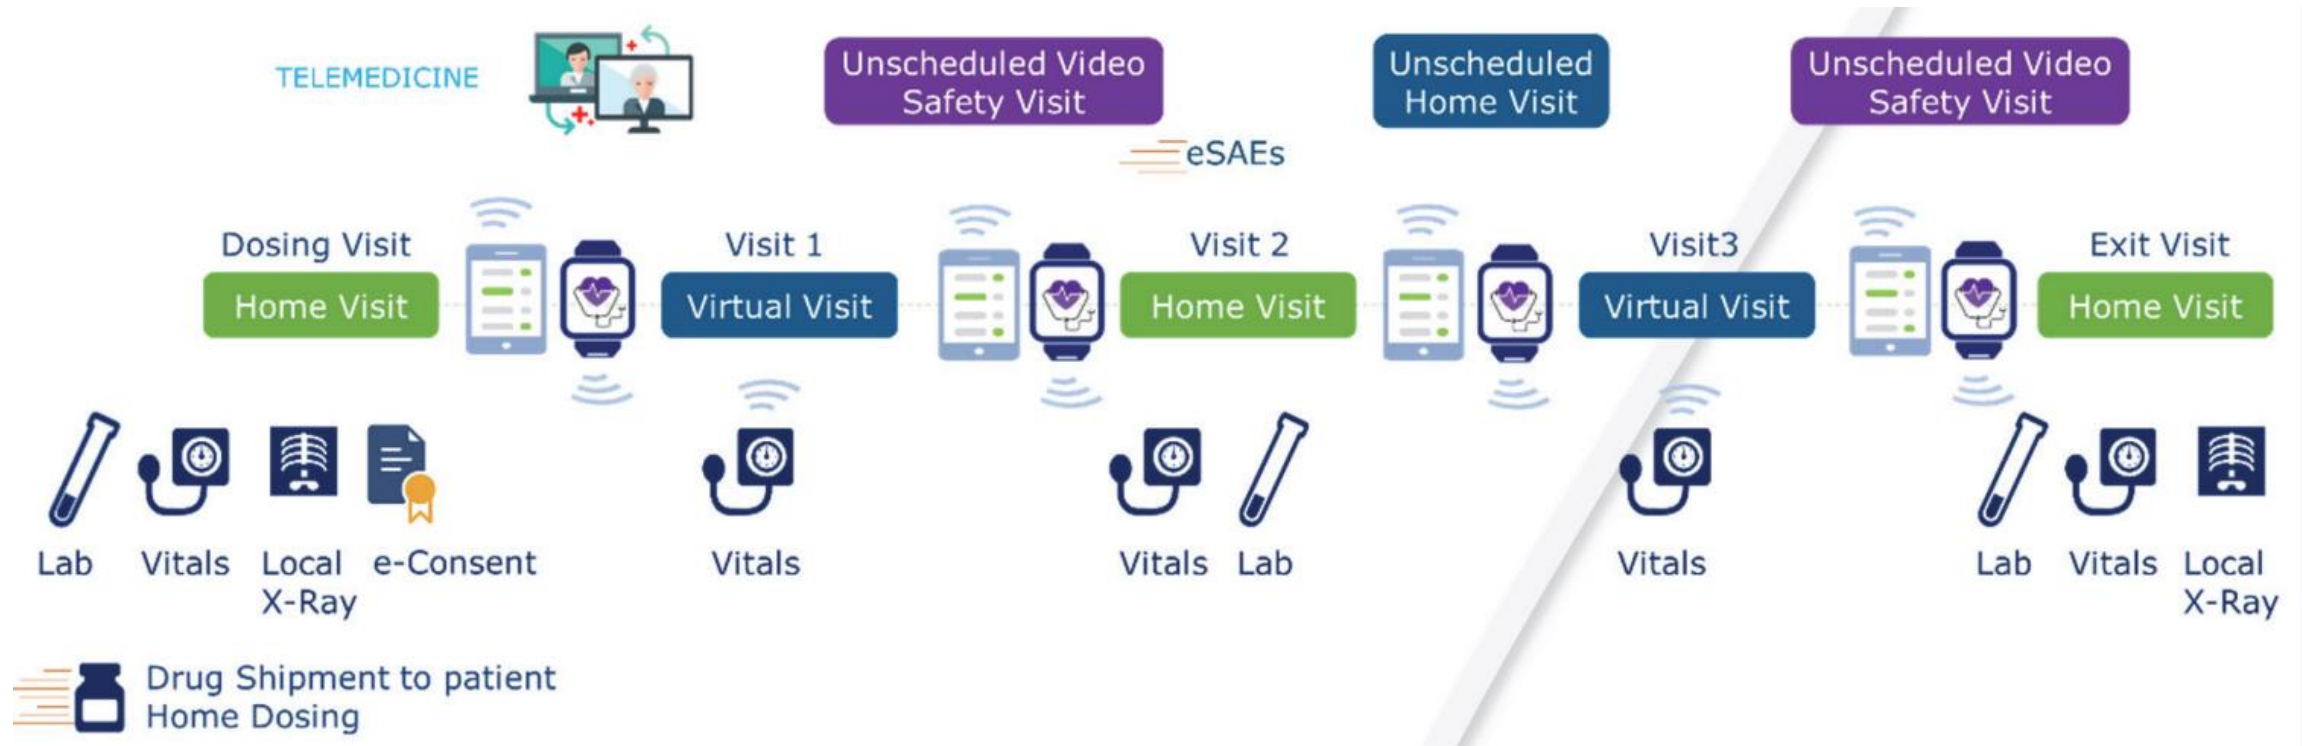 TELEMEDICINE
Unscheduled Video
Safety Visit
Unscheduled
Home Visit
Unscheduled Video
Safety Visit
eSAEs
Dosing Visit
Home Visit
Visit 1
Virtual Visit
Visit 2
Home Visit
Visit3
Virtual Visit
Exit Visit
Home Visit
Lab
Vitals
Local
X-Ray
e-Consent
Vitals
Vitals
Lab
Vitals
Lab
Vitals
Local
X-Ray
Drug Shipment to patient
Home Dosing